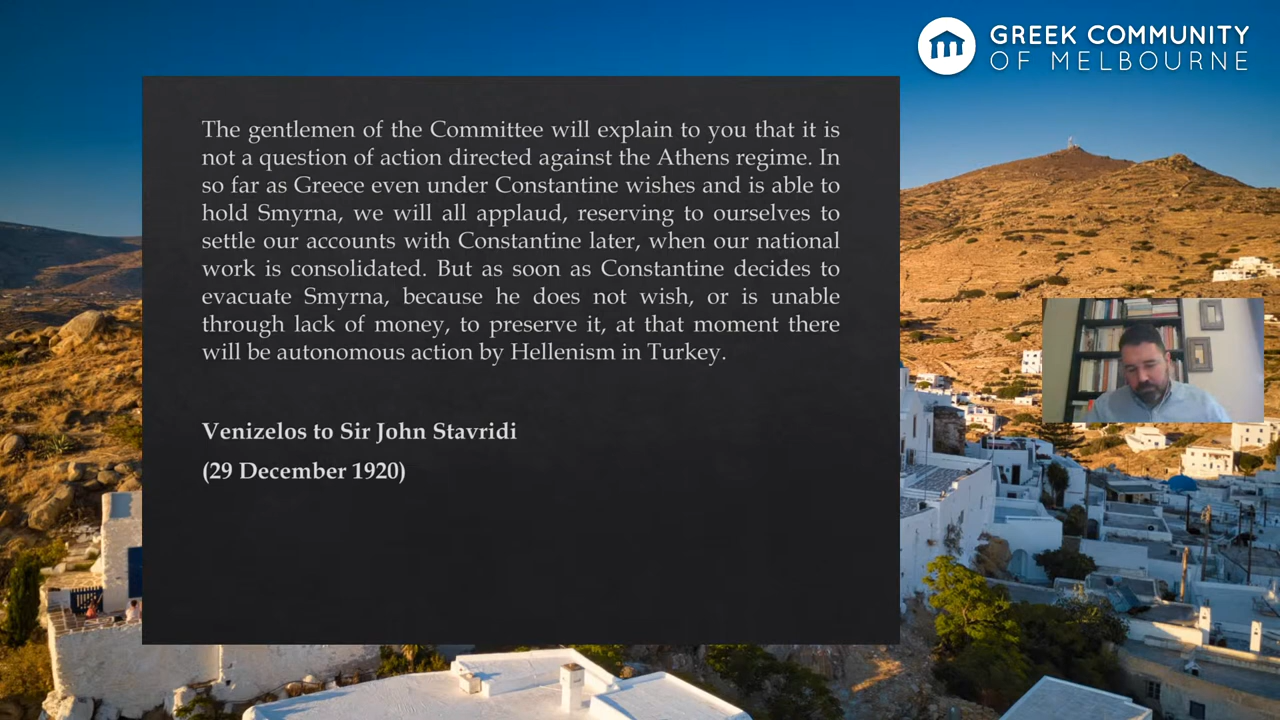 GREEK COMMUNITY
OF MELBOURNE
The gentlemen of the Committee will explain to you that it is
not a question of action directed against the Athens regime. In
so far as Greece even under Constantine wishes and is able to
hold Smyrna, we will all applaud, reserving to ourselves to
settle our accounts with Constantine later, when our national
work is consolidated. But as soon as Constantine decides to
evacuate Smyrna, because he does not wish, or is unable
through lack of money, to preserve it, at that moment there
will be autonomous action by Hellenism in Turkey.
Venizelos to Sir John Stavridi
(29 December 1920)